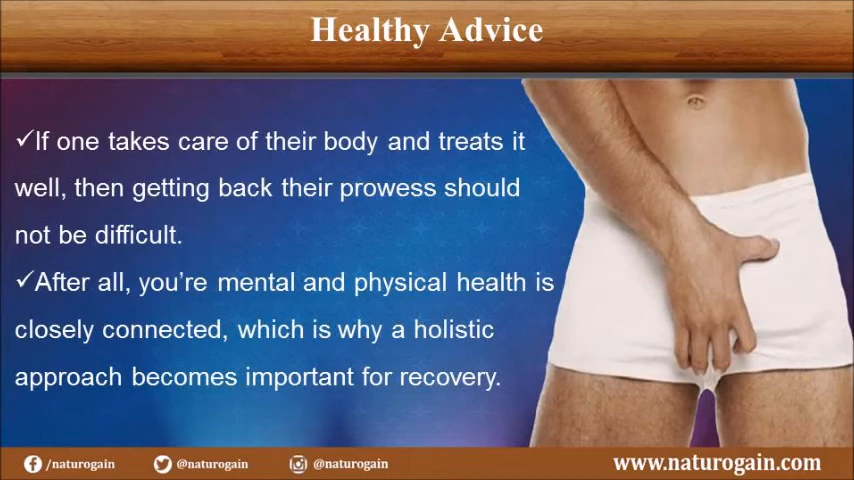 Healthy Advice
✓If one takes care of their body and treats it
well, then getting back their prowess should
not be difficult.
✓After all, you’re mental and physical health is
closely connected, which is why a holistic
approach becomes important for recovery.
/naturogain @naturogain @naturogain www.naturogain.com